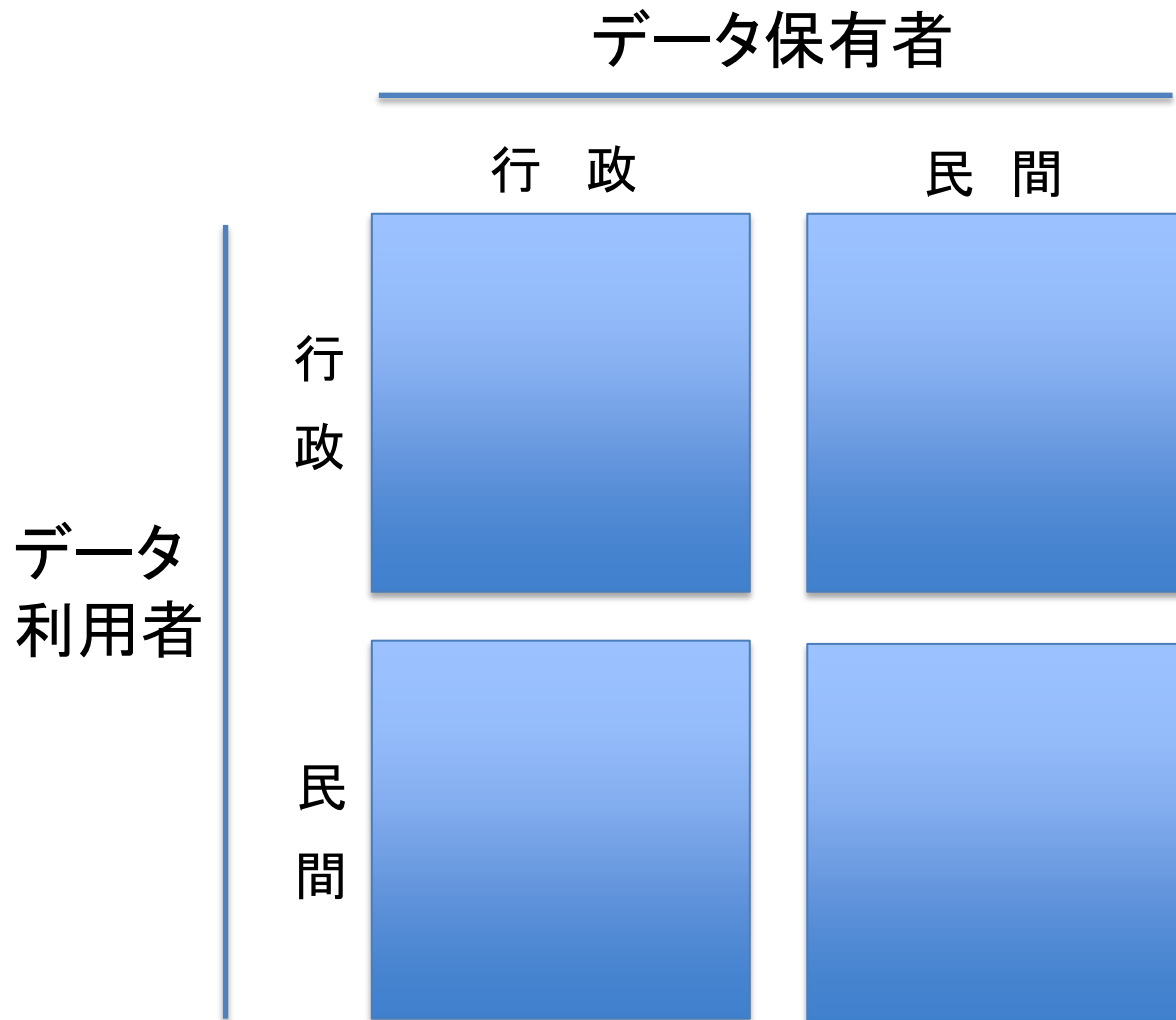 データ保有者
行　政
民　間
行
政
データ
利用者
民
間